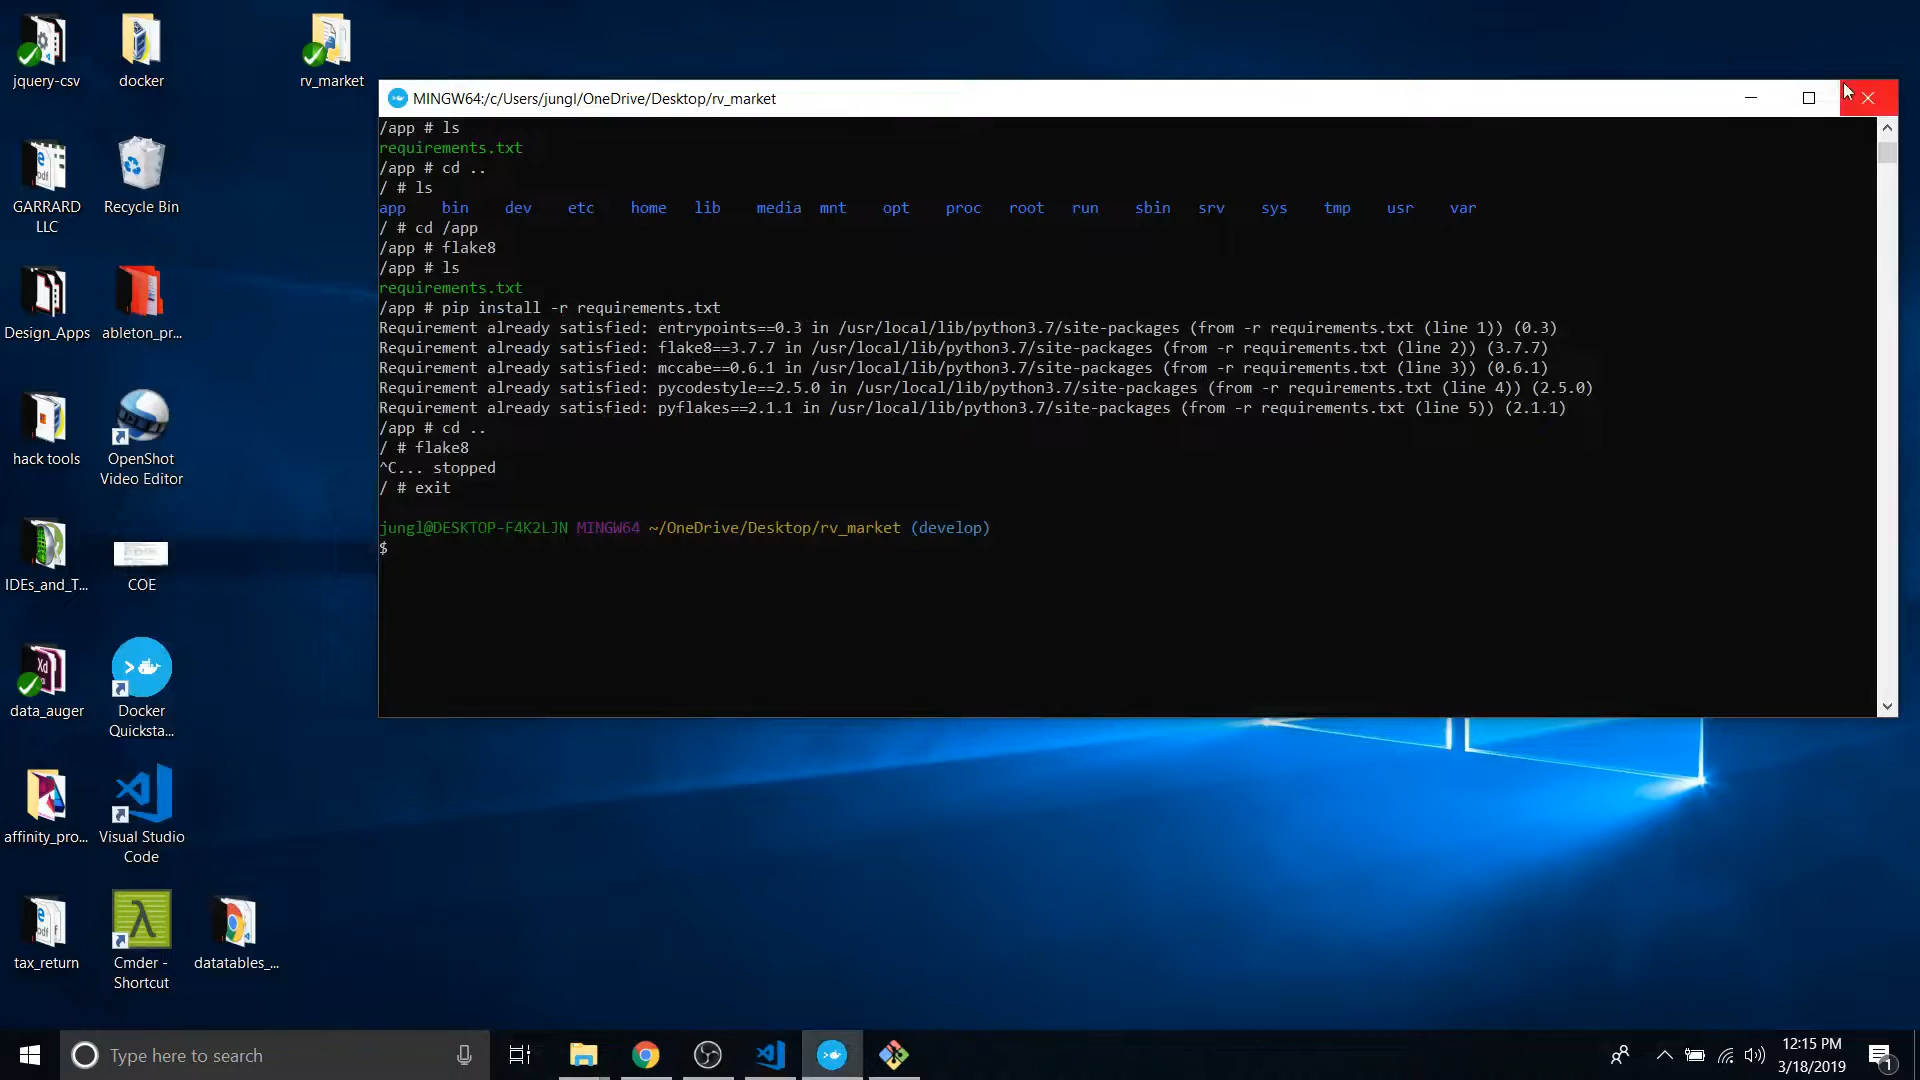 jquery-csv
docker
rv_market
GARRARD
LLC
Recycle Bin
Design_Apps
ableton_pr...
hack tools
OpenShot
Video Editor
IDEs_and_T...
COE
data_auger
Docker
Quicksta...
affinity_pro...
Visual Studio
Code
tax_return
Cmder -
Shortcut
datatables_...
MINGW64:/c/Users/jungl/OneDrive/Desktop/rv_market
/app # ls
requirements.txt
/app # cd ..
/ # ls
app bin dev etc home lib media mnt opt proc root run sbin srv sys tmp usr var
/ # cd /app
/app # flake8
/app # ls
requirements.txt
/app # pip install -r requirements.txt
Requirement already satisfied: entrypoints==0.3 in /usr/local/lib/python3.7/site-packages (from -r requirements.txt (line 1)) (0.3)
Requirement already satisfied: flake8==3.7.7 in /usr/local/lib/python3.7/site-packages (from -r requirements.txt (line 2)) (3.7.7)
Requirement already satisfied: mccabe==0.6.1 in /usr/local/lib/python3.7/site-packages (from -r requirements.txt (line 3)) (0.6.1)
Requirement already satisfied: pycodestyle==2.5.0 in /usr/local/lib/python3.7/site-packages (from -r requirements.txt (line 4)) (2.5.0)
Requirement already satisfied: pyflakes==2.1.1 in /usr/local/lib/python3.7/site-packages (from -r requirements.txt (line 5)) (2.1.1)
/app # cd ..
/ # flake8
^C... stopped
/ # exit
jungl@DESKTOP-F4K2LJN MINGW64 ~/OneDrive/Desktop/rv_market (develop)
$
Type here to search
12:15 PM
3/18/2019
1